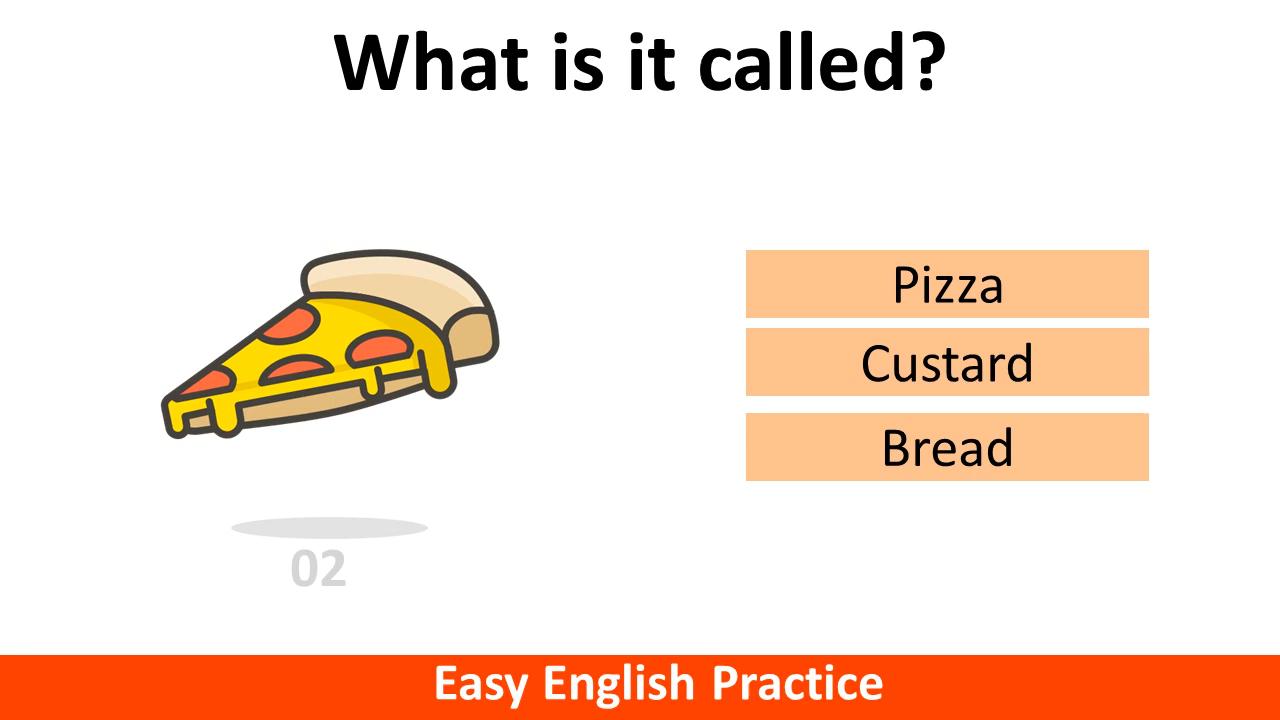 What is it called?
Pizza
Custard
Bread
02
Easy English Practice